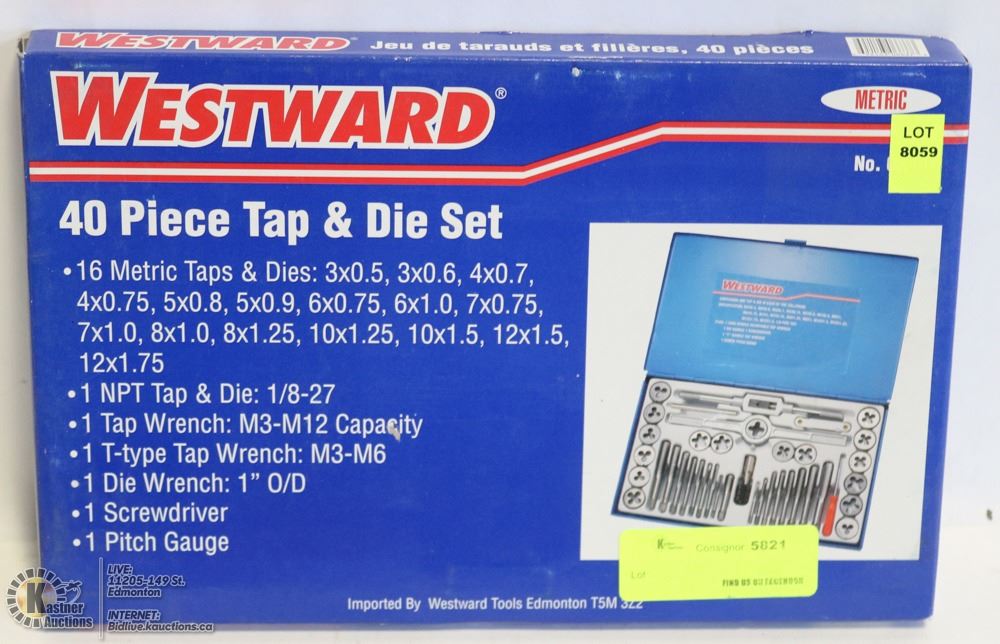 WESTWARD Jeu de tarauds et filières, 40 pièces
WESTWARD®
METRIC
LOT
8059
No.
40 Piece Tap & Die Set
•16 Metric Taps & Dies: 3x0.5, 3x0.6, 4x0.7,
4x0.75, 5x0.8, 5x0.9, 6x0.75, 6x1.0, 7x0.75,
7x1.0, 8x1.0, 8x1.25, 10x1.25, 10x1.5, 12x1.5,
12x1.75
•1 NPT Tap & Die: 1/8-27
•1 Tap Wrench: M3-M12 Capacity
•1 T-type Tap Wrench: M3-M6
•1 Die Wrench: 1” O/D
•1 Screwdriver
•1 Pitch Gauge
WESTWARD
Consignor: 5821
Lot:
Imported By Westward Tools Edmonton T5M 3Z2
Kastner
Auctions
LIVE:
11205-149 St.
Edmonton
INTERNET:
Bidlive.kauctions.ca